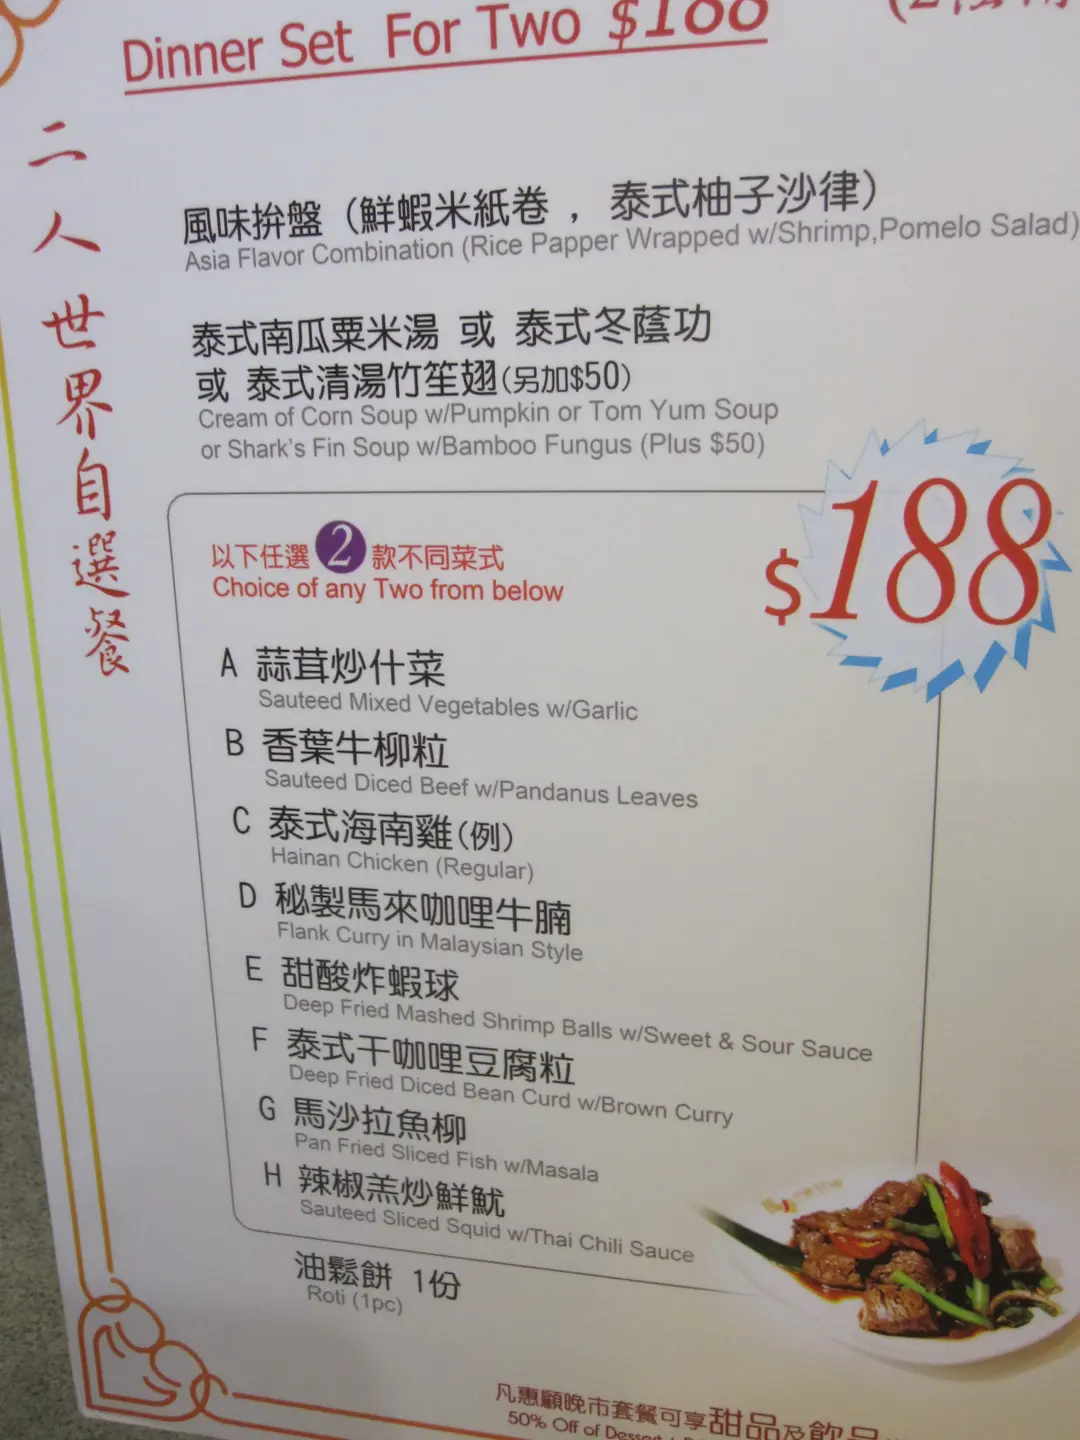 Dinner Set For Two $188
二人世界自選餐
風味拚盤（鮮蝦米紙卷，泰式柚子沙律）
Asia Flavor Combination (Rice Papper Wrapped w/Shrimp,Pomelo Salad)
泰式南瓜粟米湯 或 泰式冬蔭功
或 泰式清湯竹笙翅(另加$50)
Cream of Corn Soup w/Pumpkin or Tom Yum Soup
or Shark's Fin Soup w/Bamboo Fungus (Plus $50)
$188
以下任選2款不同菜式
Choice of any Two from below
A 蒜茸炒什菜
Sauteed Mixed Vegetables w/Garlic
B 香葉牛柳粒
Sauteed Diced Beef w/Pandanus Leaves
C 泰式海南雞(例)
Hainan Chicken (Regular)
D 秘製馬來咖哩牛腩
Flank Curry in Malaysian Style
E 甜酸炸蝦球
Deep Fried Mashed Shrimp Balls w/Sweet & Sour Sauce
F 泰式干咖哩豆腐粒
Deep Fried Diced Bean Curd w/Brown Curry
G 馬沙拉魚柳
Pan Fried Sliced Fish w/Masala
H 辣椒羔炒鮮魷
Sauteed Sliced Squid w/Thai Chili Sauce
油鬆餅 1份
Roti (1pc)
凡惠顧晚市套餐可享甜品及飲品
50% Off of Dessert